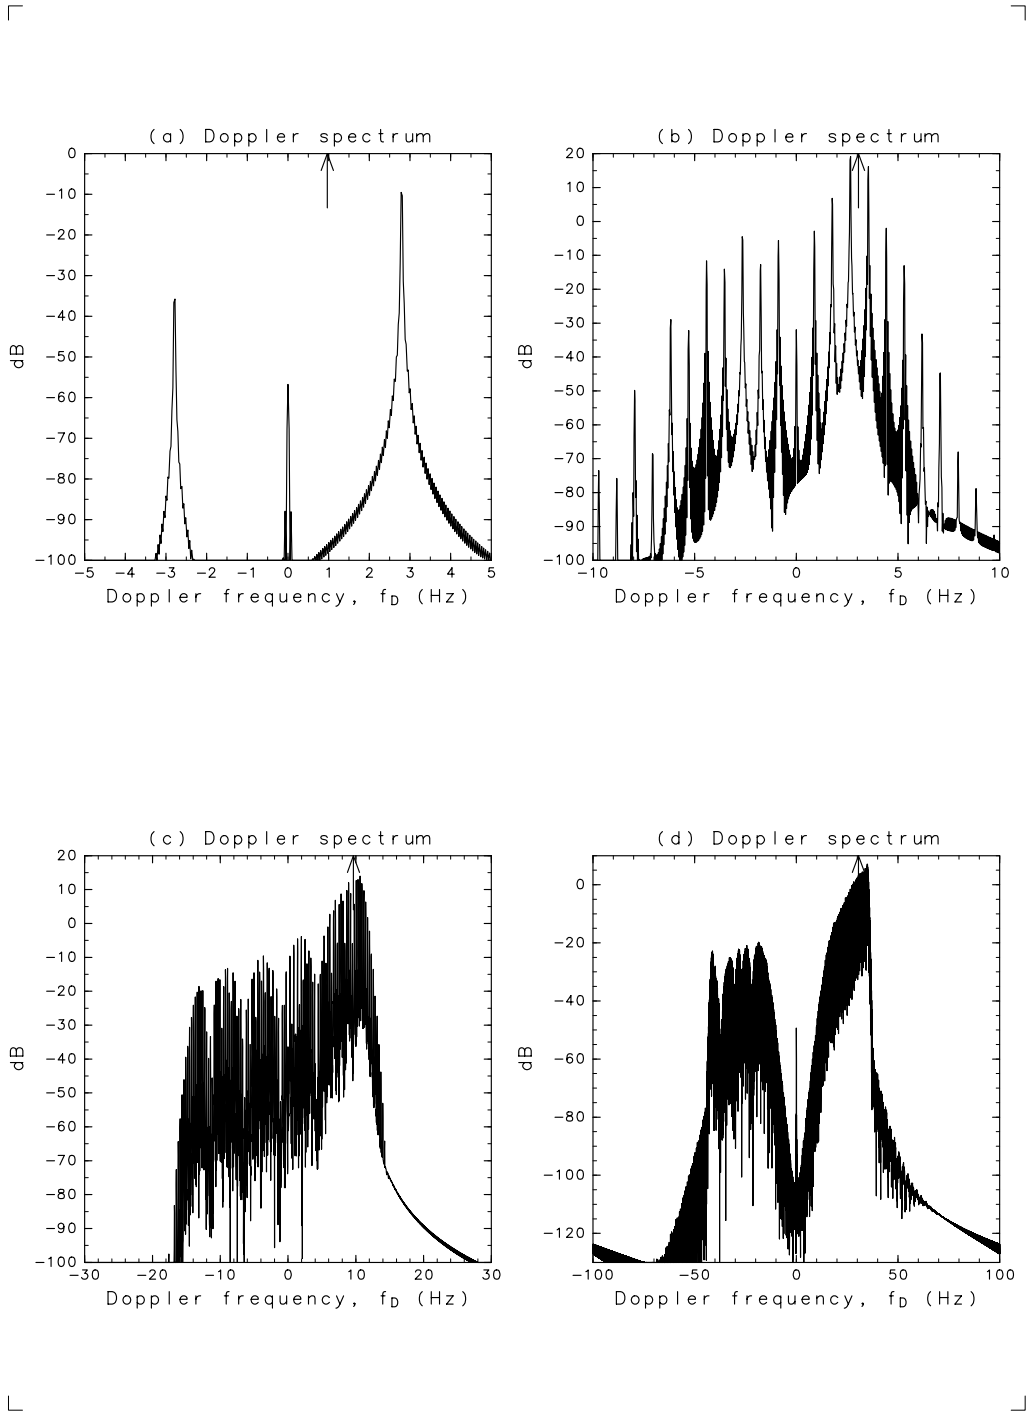 (a) Doppler spectrum
0
−10
−20
−30
−40
−50
−60
−70
−80
−90
−100
dB
−5 −4 −3 −2 −1 0 1 2 3 4 5
Doppler frequency, fD (Hz)
(b) Doppler spectrum
20
10
0
−10
−20
−30
−40
−50
−60
−70
−80
−90
−100
dB
−10 −5 0 5 10
Doppler frequency, fD (Hz)
(c) Doppler spectrum
20
10
0
−10
−20
−30
−40
−50
−60
−70
−80
−90
−100
dB
−30 −20 −10 0 10 20 30
Doppler frequency, fD (Hz)
(d) Doppler spectrum
0
−20
−40
−60
−80
−100
−120
dB
−100 −50 0 50 100
Doppler frequency, fD (Hz)